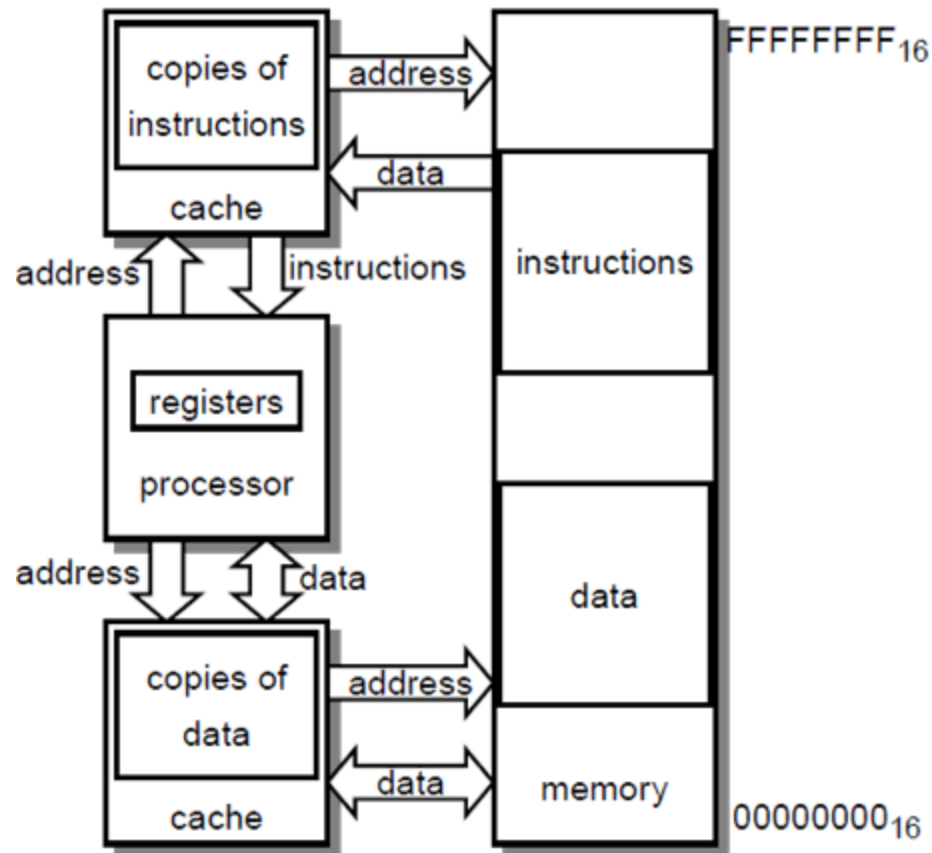 copies of
instructions
cache
address
data
FFFFFFFF16
instructions
address
instructions
registers
processor
address
data
copies of
data
cache
address
data
data
memory
0000000016